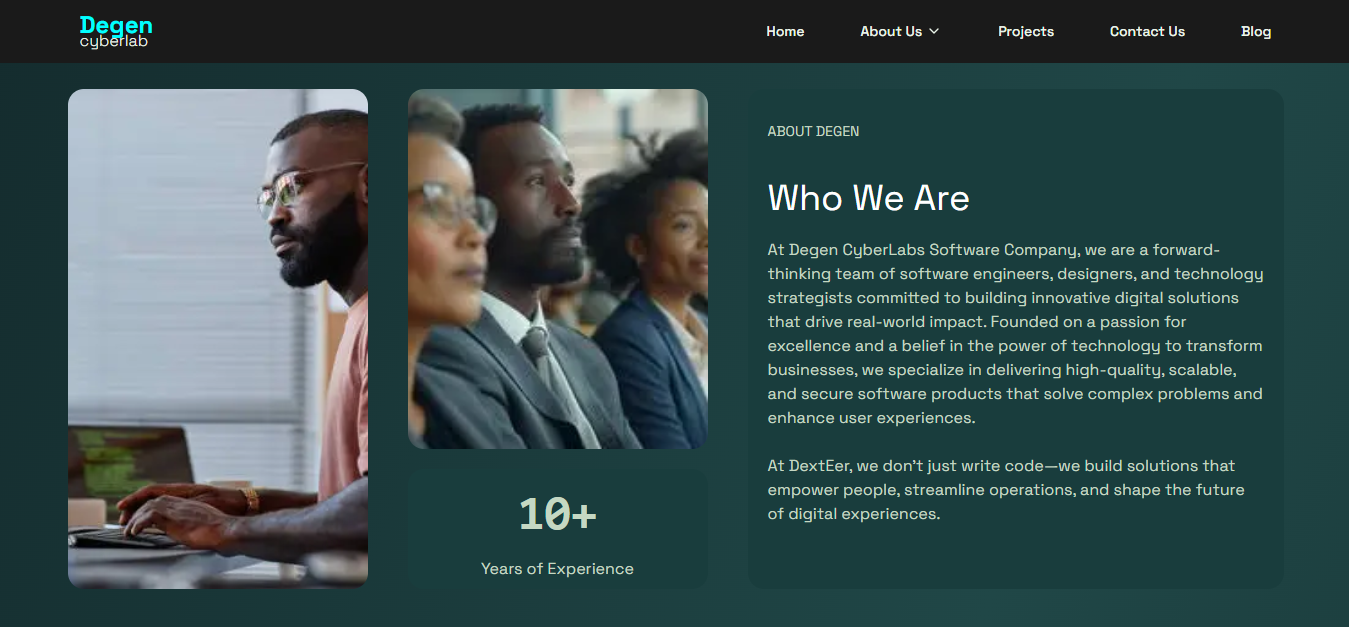 Degen
cyberlab
Home
About Us
Projects
Contact Us
Blog
10+
Years of Experience
ABOUT DEGEN
Who We Are
At Degen CyberLabs Software Company, we are a forward-
thinking team of software engineers, designers, and technology
strategists committed to building innovative digital solutions
that drive real-world impact. Founded on a passion for
excellence and a belief in the power of technology to transform
businesses, we specialize in delivering high-quality, scalable,
and secure software products that solve complex problems and
enhance user experiences.
At DextEer, we don’t just write code—we build solutions that
empower people, streamline operations, and shape the future
of digital experiences.